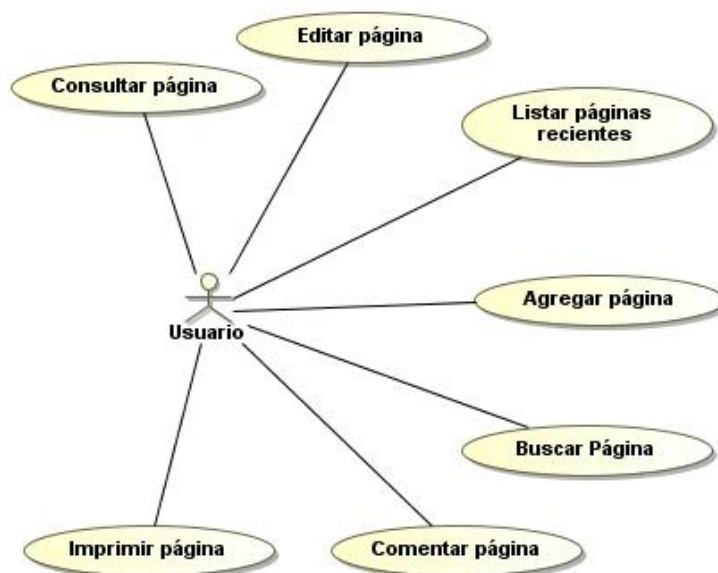 Editar página
Consultar página
Listar páginas
recientes
Agregar página
Usuario
Buscar Página
Imprimir página
Comentar página